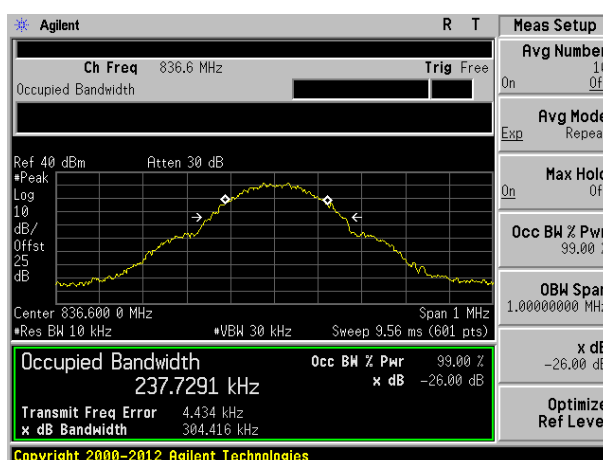 Agilent R T
Ch Freq 836.6 MHz Trig Free
Occupied Bandwidth
Ref 40 dBm Atten 30 dB
#Peak
Log
10
dB/
Offst
25
dB
Center 836.600 0 MHz Span 1 MHz
#Res BW 10 kHz #VBW 30 kHz Sweep 9.56 ms (601 pts)
Occupied Bandwidth Occ BW % Pwr 99.00 %
237.7291 kHz x dB -26.00 dB
Transmit Freq Error 4.434 kHz
x dB Bandwidth 304.416 kHz
Copyright 2000-2012 Agilent Technologies
Meas Setup
Avg Number
On
Avg Mode
Exp
Max Hold
On
Occ BW % Pwr
99.00 %
OBW Span
1.00000000 MHz
x dB
-26.00 dB
Optimize
Ref Level